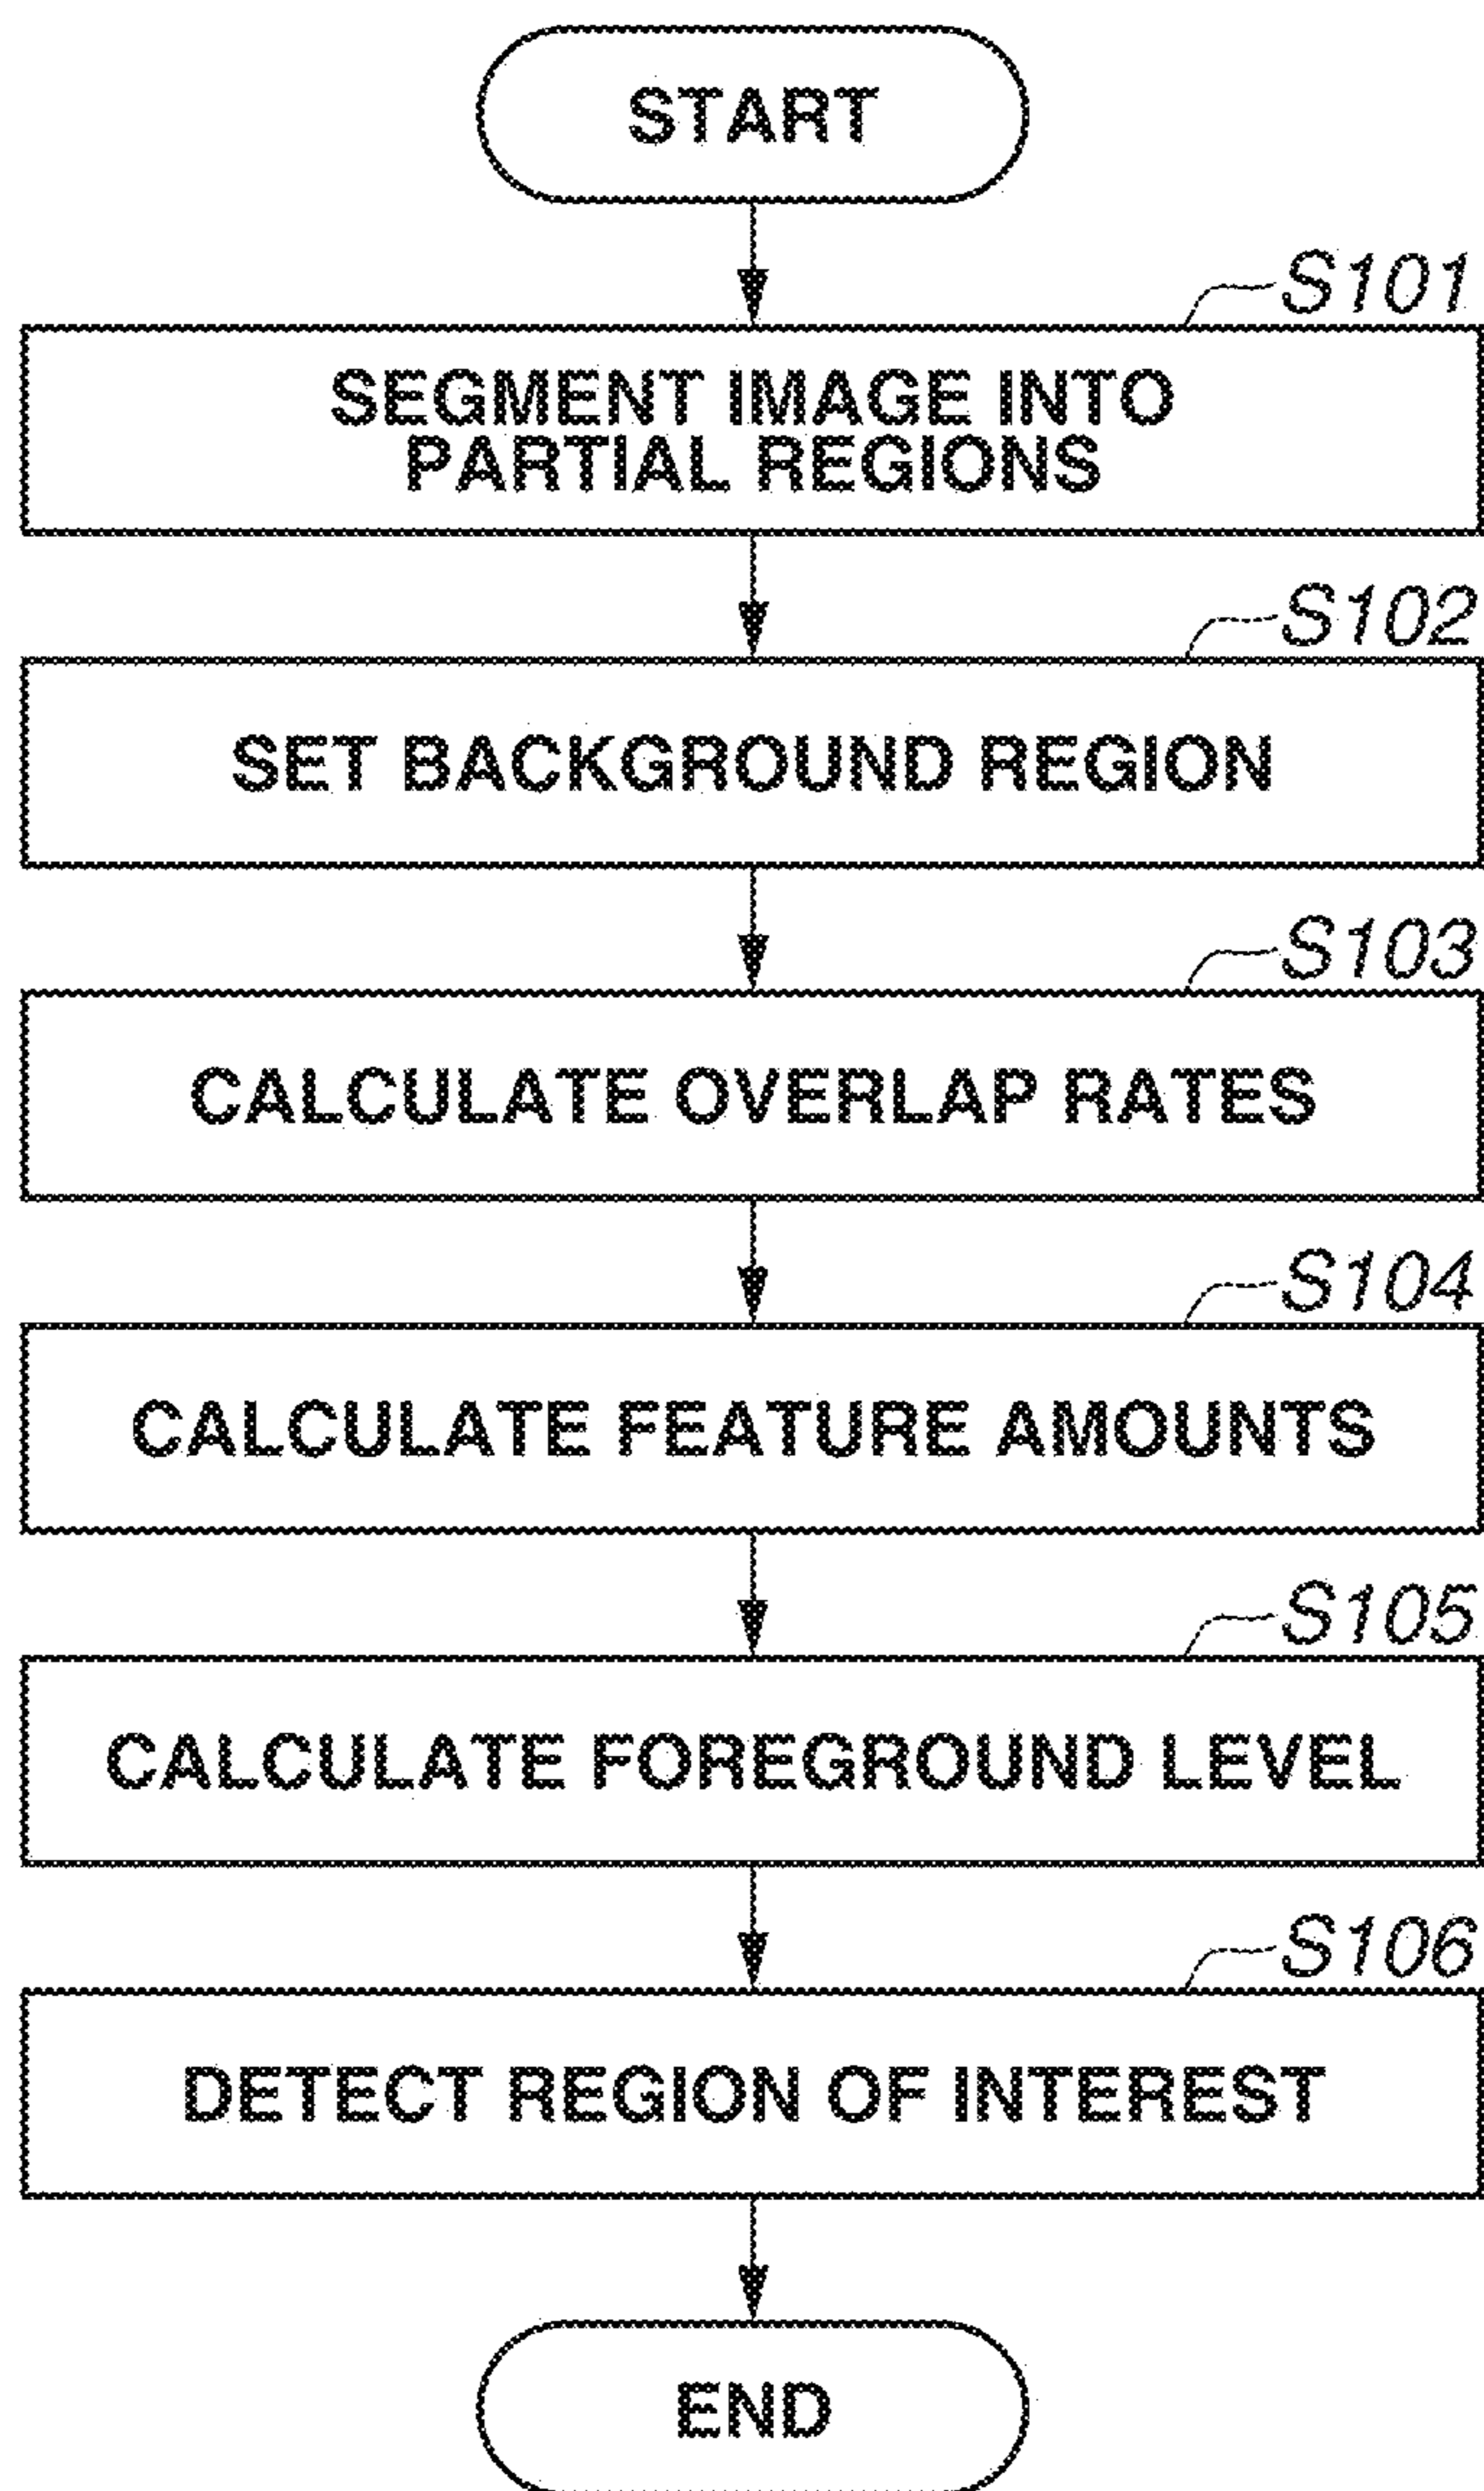 START
S101
SEGMENT IMAGE INTO
PARTIAL REGIONS
S102
SET BACKGROUND REGION
S103
CALCULATE OVERLAP RATES
S104
CALCULATE FEATURE AMOUNTS
S105
CALCULATE FOREGROUND LEVEL
S106
DETECT REGION OF INTEREST
END